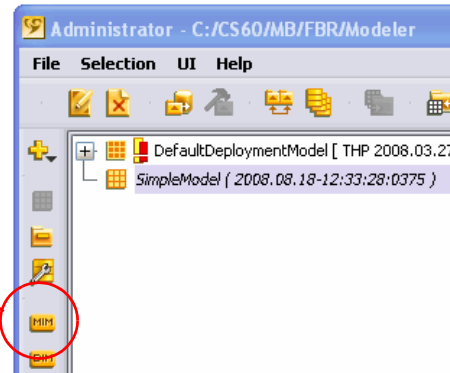 Administrator - C:/CS60/MB/FBR/Modeler
File Selection UI Help
DefaultDeploymentModel [ THP 2008.03.27
SimpleModel ( 2008.08.18-12:33:28:0375 )
MIM
DIM